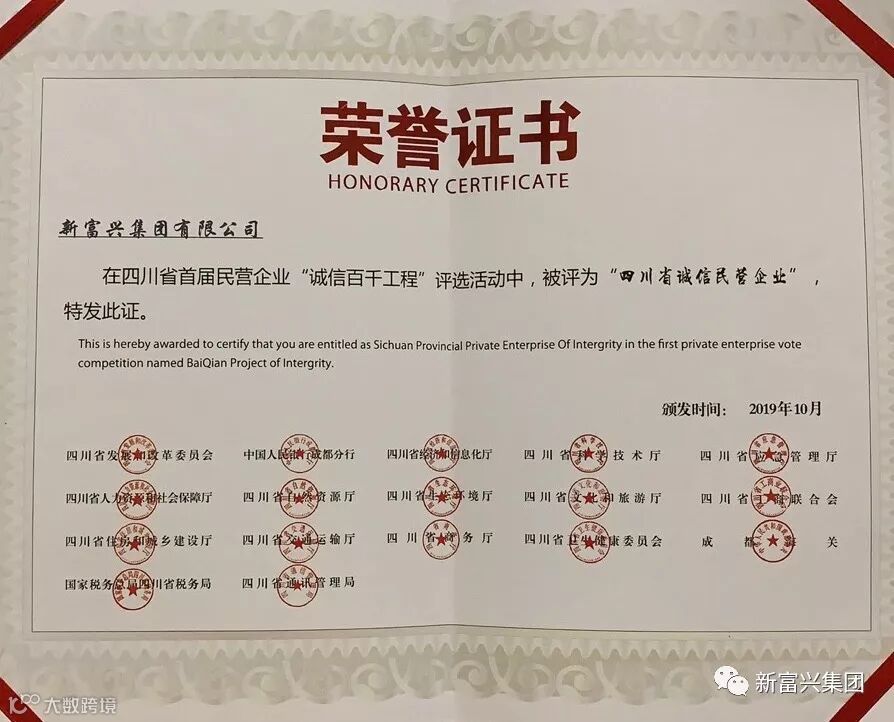 荣誉证书
HONORARY CERTIFICATE
新富兴集团有限公司
在四川省首届民营企业“诚信百千工程”评选活动中，被评为“四川省诚信民营企业”，
特发此证。
This is hereby awarded to certify that you are entitled as Sichuan Provincial Private Enterprise Of Intergrity in the first private enterprise vote
competition named BaiQian Project of Intergrity.
颁发时间： 2019年10月
四川省发展和改革委员会 中国人民银行成都分行 四川省经济和信息化厅 四川省科学技术厅 四川省应急管理厅
四川省人力资源和社会保障厅 四川省自然资源厅 四川省生态环境厅 四川省文化和旅游厅 四川省工商联合会
四川省住房和城乡建设厅 四川省交通运输厅 四川省商务厅 四川省卫生健康委员会 成都海关
国家税务总局四川省税务局 四川省通讯管理局
新富兴集团
大数跨境